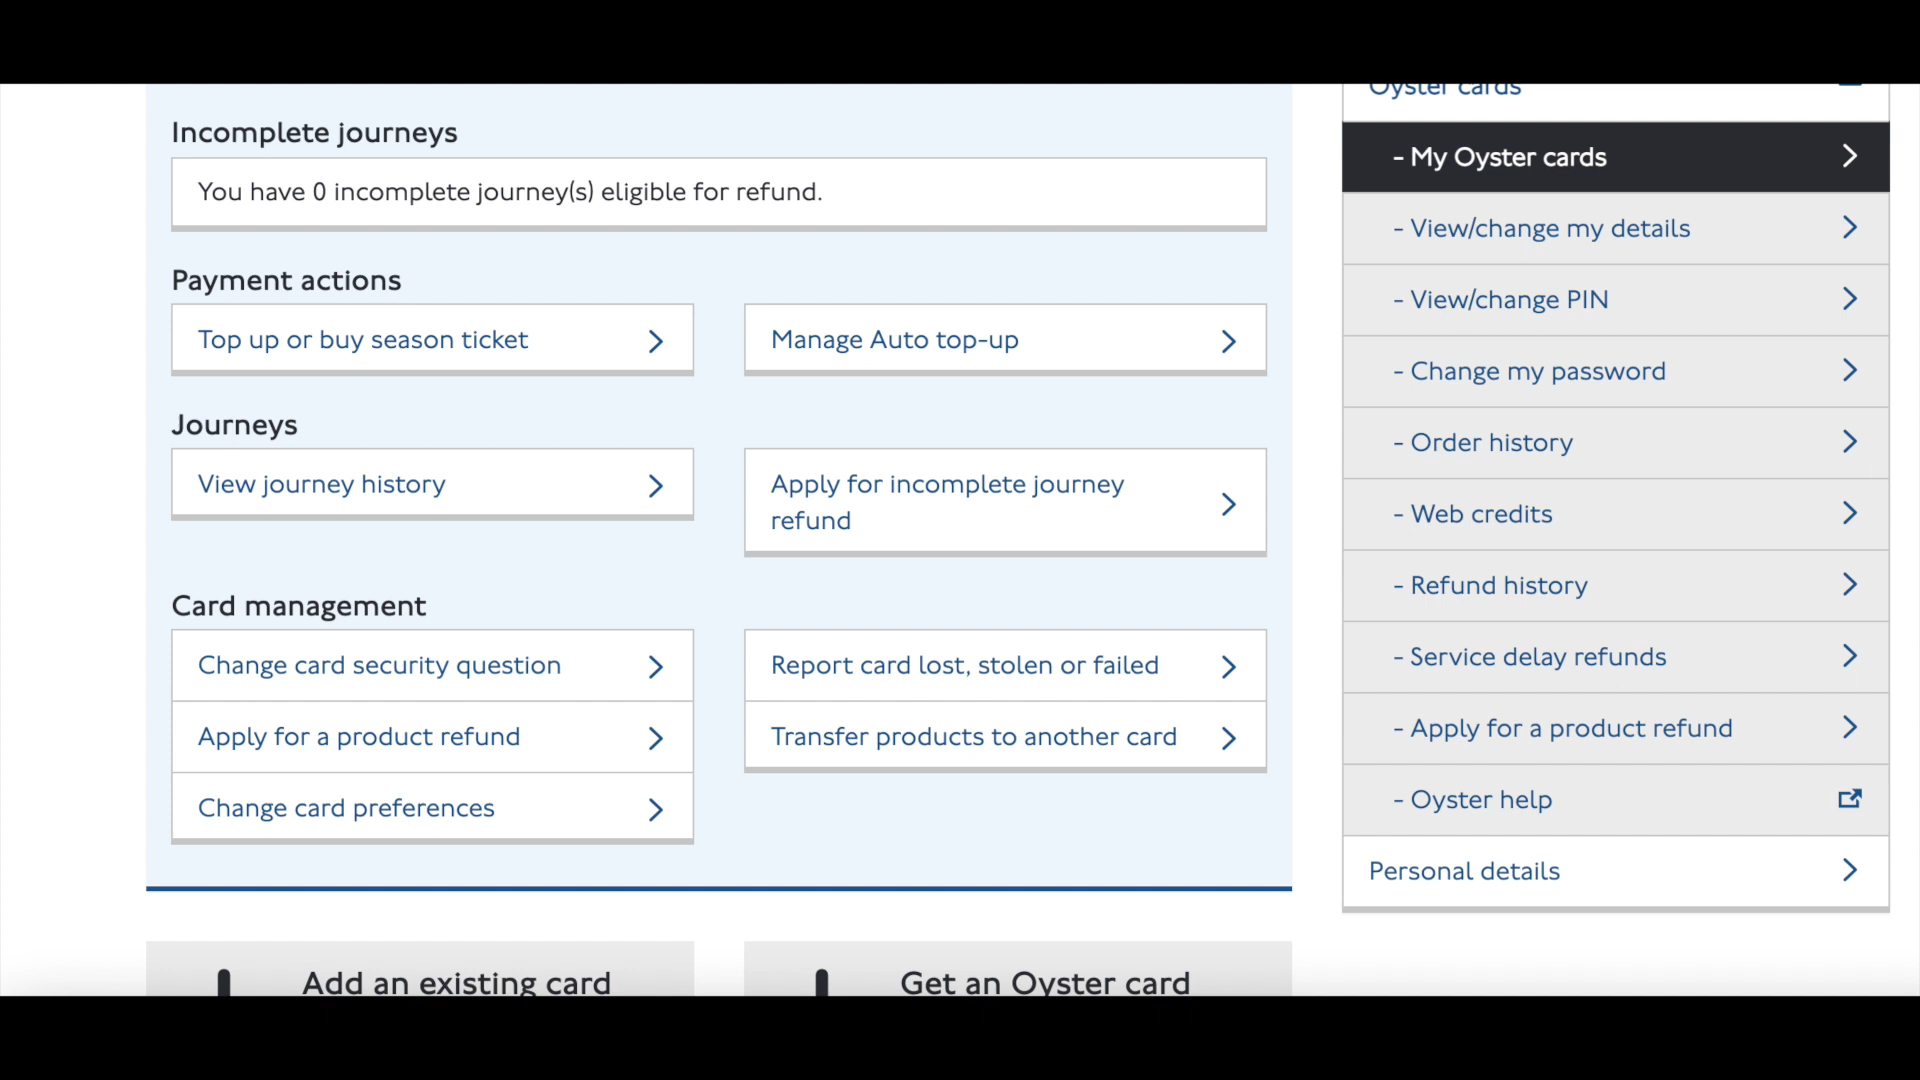 Incomplete journeys
You have 0 incomplete journey(s) eligible for refund.
Payment actions
Top up or buy season ticket
Manage Auto top-up
Journeys
View journey history
Apply for incomplete journey
refund
Card management
Change card security question
Report card lost, stolen or failed
Apply for a product refund
Transfer products to another card
Change card preferences
Add an existing card
Get an Oyster card
Oyster cards
- My Oyster cards
- View/change my details
- View/change PIN
- Change my password
- Order history
- Web credits
- Refund history
- Service delay refunds
- Apply for a product refund
- Oyster help
Personal details